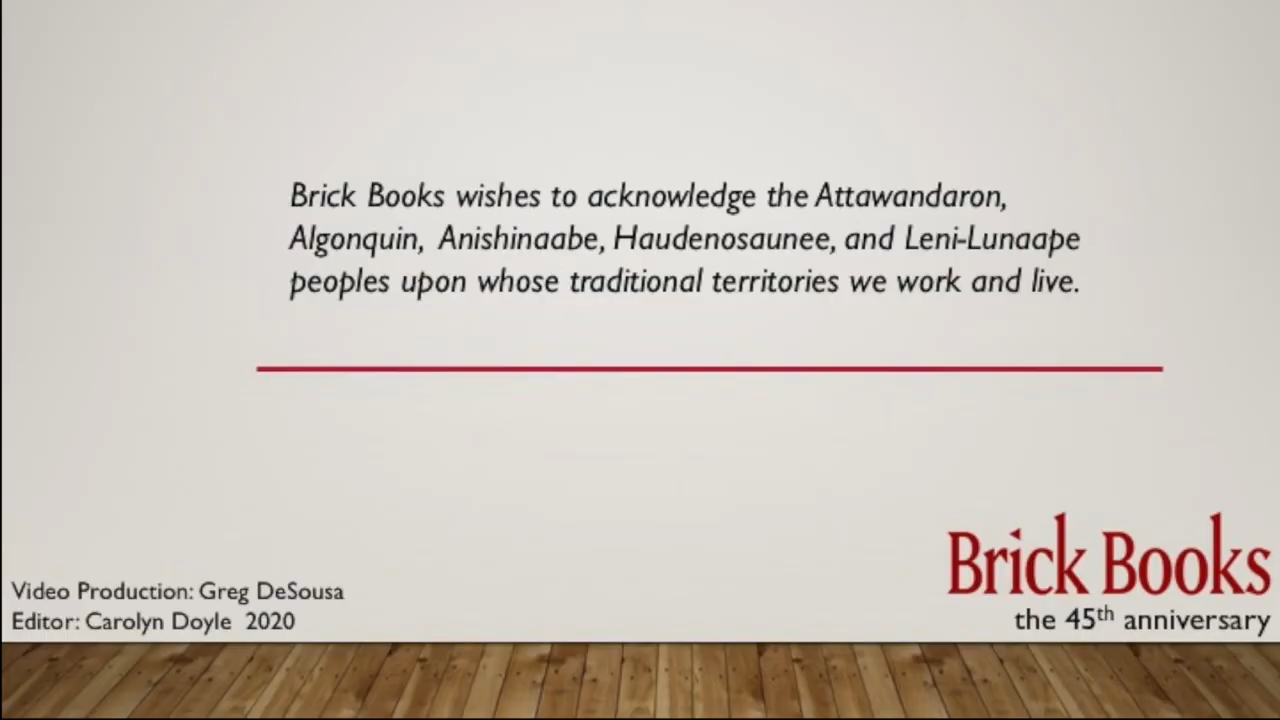 Brick Books wishes to acknowledge the Attawandaron,
Algonquin, Anishinaabe, Haudenosaunee, and Leni-Lunaape
peoples upon whose traditional territories we work and live.
Video Production: Greg DeSousa
Editor: Carolyn Doyle 2020
Brick Books
the 45th anniversary